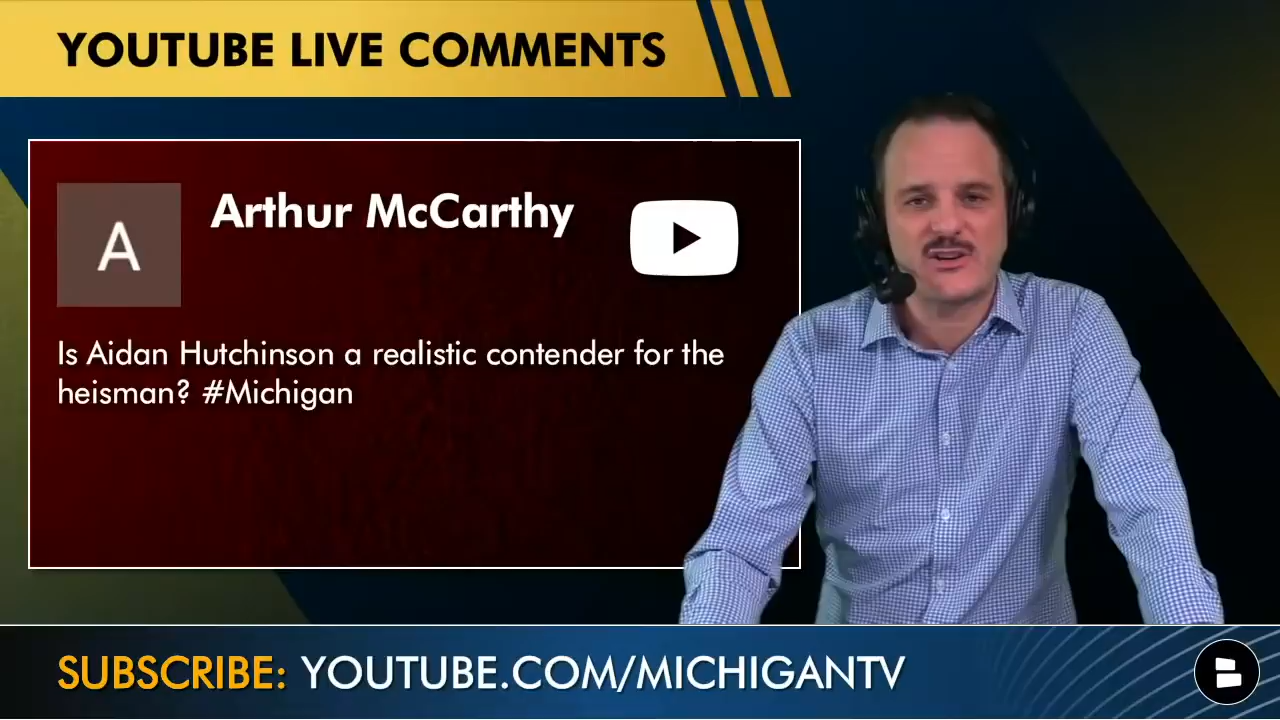 YOUTUBE LIVE COMMENTS
A
Arthur McCarthy
Is Aidan Hutchinson a realistic contender for the
heisman? #Michigan
SUBSCRIBE: YOUTUBE.COM/MICHIGANTV